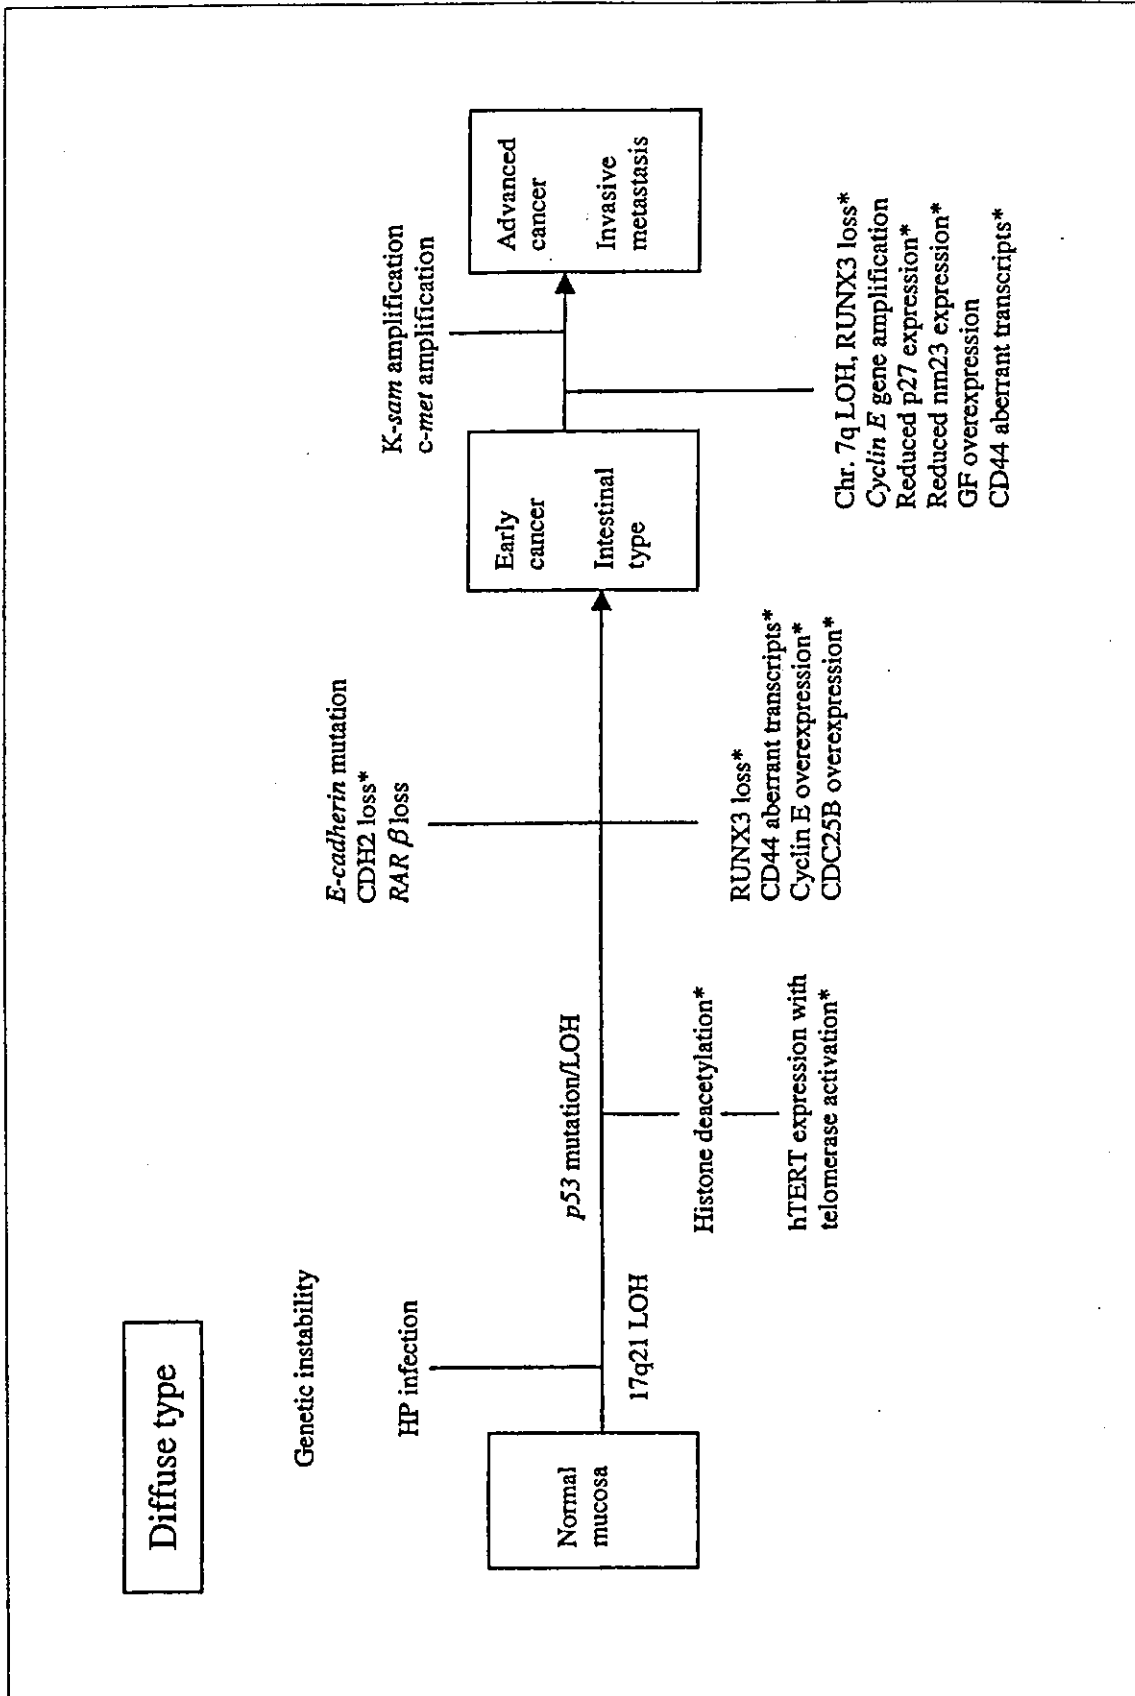 Diffuse type
Genetic instability
HP infection
Normal
mucosa
17q21 LOH
p53 mutation/LOH
Histone deacetylation*
hTERT expression with
telomerase activation*
E-cadherin mutation
CDH2 loss*
RAR β loss
RUNX3 loss*
CD44 aberrant transcripts*
Cyclin E overexpression*
CDC25B overexpression*
Early
cancer
Intestinal
type
K-sam amplification
c-met amplification
Chr. 7q LOH, RUNX3 loss*
Cyclin E gene amplification
Reduced p27 expression*
Reduced nm23 expression*
GF overexpression
CD44 aberrant transcripts*
Advanced
cancer
Invasive
metastasis